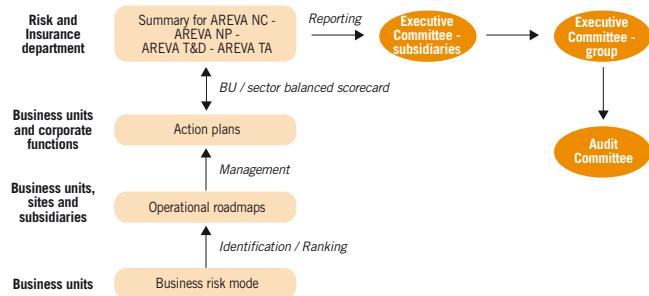 Risk and
Insurance
department
Summary for AREVA NC -
AREVA NP -
AREVA T&D - AREVA TA
Reporting
Executive
Committee -
subsidiaries
Executive
Committee -
group
BU / sector balanced scorecard
Business units
and corporate
functions
Action plans
Audit
Committee
Management
Business units,
sites and
subsidiaries
Operational roadmaps
Identification / Ranking
Business units
Business risk mode